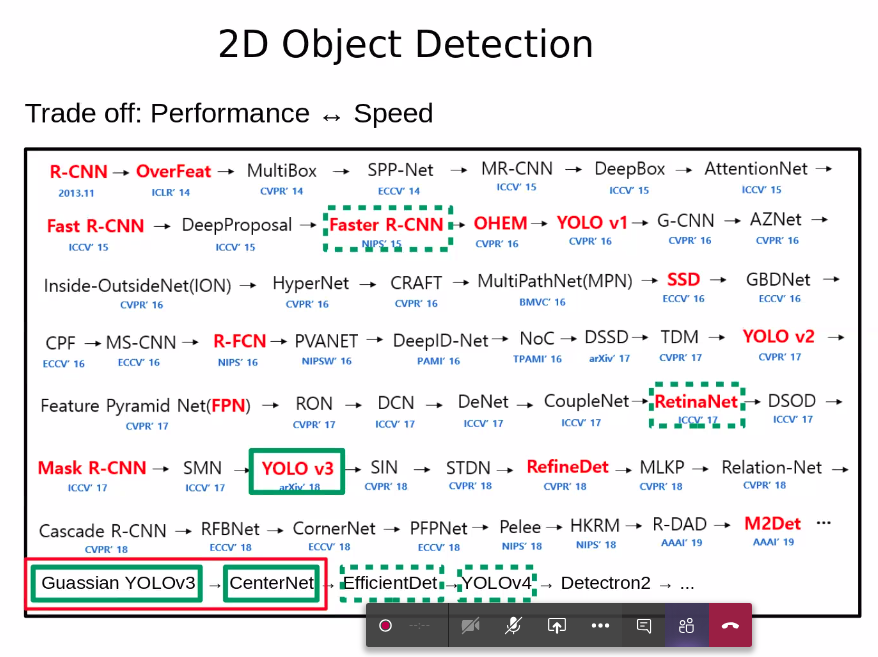 2D Object Detection
Trade off: Performance ↔ Speed
R-CNN → OverFeat → MultiBox → SPP-Net → MR-CNN → DeepBox → AttentionNet →
2013.11 ICLR' 14 CVPR' 14 ECCV' 14 ICCV' 15 ICCV' 15 ICCV' 15
Fast R-CNN → DeepProposal → Faster R-CNN → OHEM → YOLO v1 → G-CNN → AZNet →
ICCV' 15 ICCV' 15 NIPS' 15 CVPR' 16 CVPR' 16 CVPR' 16 CVPR' 16
Inside-OutsideNet(ION) → HyperNet → CRAFT → MultiPathNet(MPN) → SSD → GBDNet →
CVPR' 16 CVPR' 16 CVPR' 16 BMVC' 16 ECCV' 16 ECCV' 16
CPF → MS-CNN → R-FCN → PVANET → DeepID-Net → NoC → DSSD → TDM → YOLO v2 →
ECCV' 16 ECCV' 16 NIPS' 16 NIPSW' 16 PAMI' 16 TPAMI' 16 arXiv' 17 CVPR' 17 CVPR' 17
Feature Pyramid Net(FPN) → RON → DCN → DeNet → CoupleNet → RetinaNet → DSOD →
CVPR' 17 CVPR' 17 ICCV' 17 ICCV' 17 ICCV' 17 ICCV' 17 ICCV' 17
Mask R-CNN → SMN → YOLO v3 → SIN → STDN → RefineDet → MLKP → Relation-Net →
ICCV' 17 ICCV' 17 arXiv' 18 CVPR' 18 CVPR' 18 CVPR' 18 CVPR' 18 CVPR' 18
Cascade R-CNN → RFBNet → CornerNet → PFPNet → Pelee → HKRM → R-DAD → M2Det ···
CVPR' 18 ECCV' 18 ECCV' 18 ECCV' 18 NIPS' 18 NIPS' 18 AAAI' 19 AAAI' 19
Guassian YOLOv3 → CenterNet → EfficientDet → YOLOv4 → Detectron2 → ...
--:--